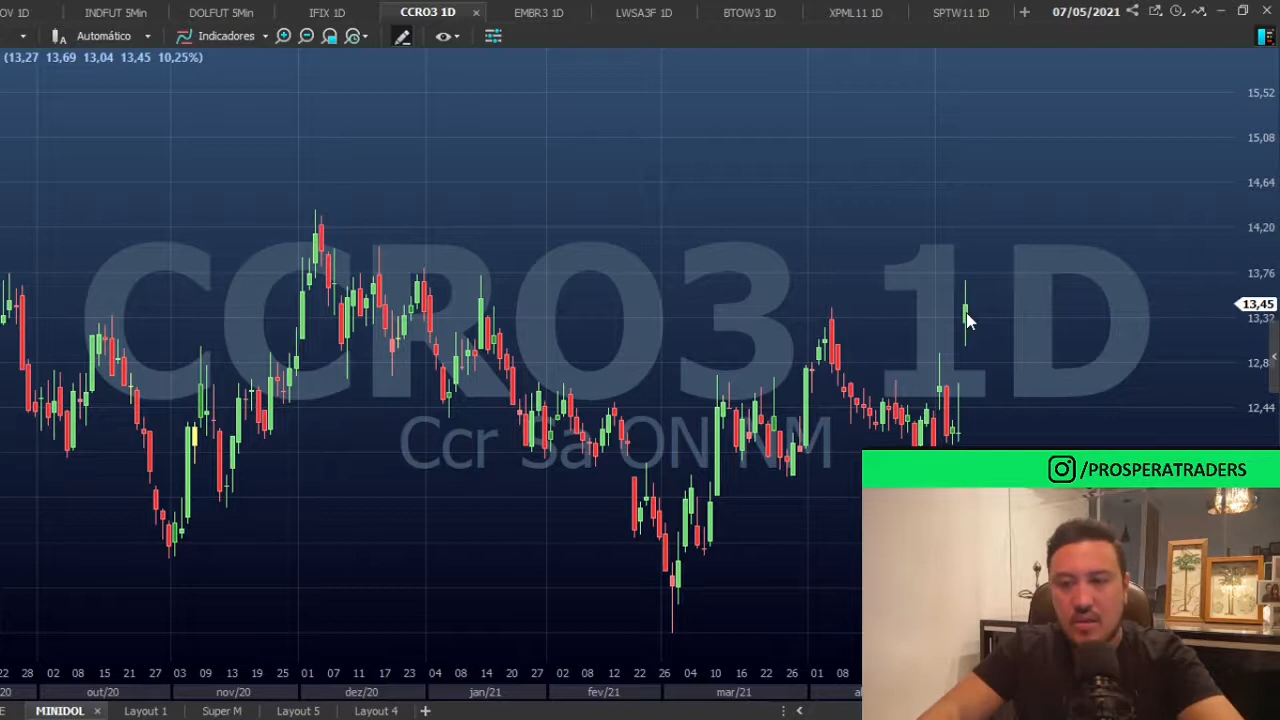 OV 1D INDFUT 5Min DOLFUT 5Min IFIX 1D CCRO3 1D × EMBR3 1D LWSA3F 1D BTOW3 1D XPML11 1D SPTW11 1D + 07/05/2021
Automático Indicadores
(13,27 13,69 13,04 13,45 10,25%)
15,52
15,08
14,64
14,20
13,76
13,45
13,32
12,8
12,44
CCRO3 1D
Ccr Sa ON NM
/PROSPERATRADERS
22 28 02 08 15 21 27 03 09 13 19 25 01 07 11 17 23 04 08 14 20 27 02 08 12 18 26 04 10 16 22 26 01 08
20 out/20 nov/20 dez/20 jan/21 fev/21 mar/21
E MINIDOL × Layout 1 Super M Layout 5 Layout 4 +